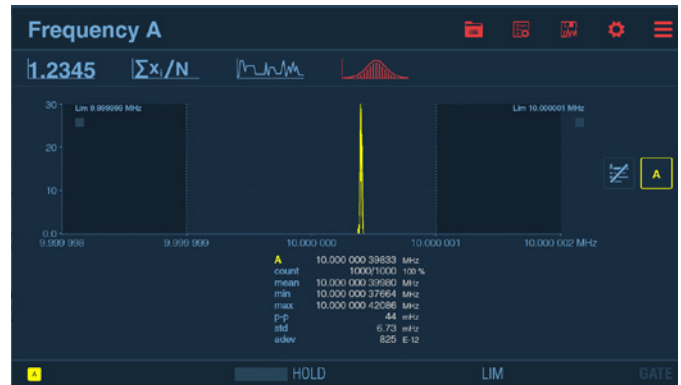 Frequency A
1.2345 ∑xᵢ/N
30 Lim 9.999999 MHz Lim 10.000001 MHz
20
A
10
0.0
9.999 998 9.999 999 10.000 000 10.000 001 10.000 002 MHz
A 10.000 000 39833 MHz
count 1000/1000 100 %
mean 10.000 000 39980 MHz
min 10.000 000 37664 MHz
max 10.000 000 42086 MHz
p-p 44 mHz
std 6.73 mHz
adev 825 E-12
A HOLD LIM GATE